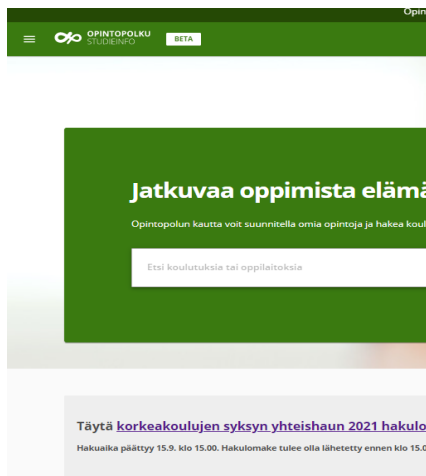 Opin
OPINTOPOLKU
STUDIEINFO
BETA
Jatkuvaa oppimista elämä
Opintopolun kautta voit suunnitella omia opintoja ja hakea koul
Etsi koulutuksia tai oppilaitoksia
Täytä korkeakoulujen syksyn yhteishaun 2021 hakulo
Hakuaika päättyy 15.9. klo 15.00. Hakulomake tulee olla lähetetty ennen klo 15.0